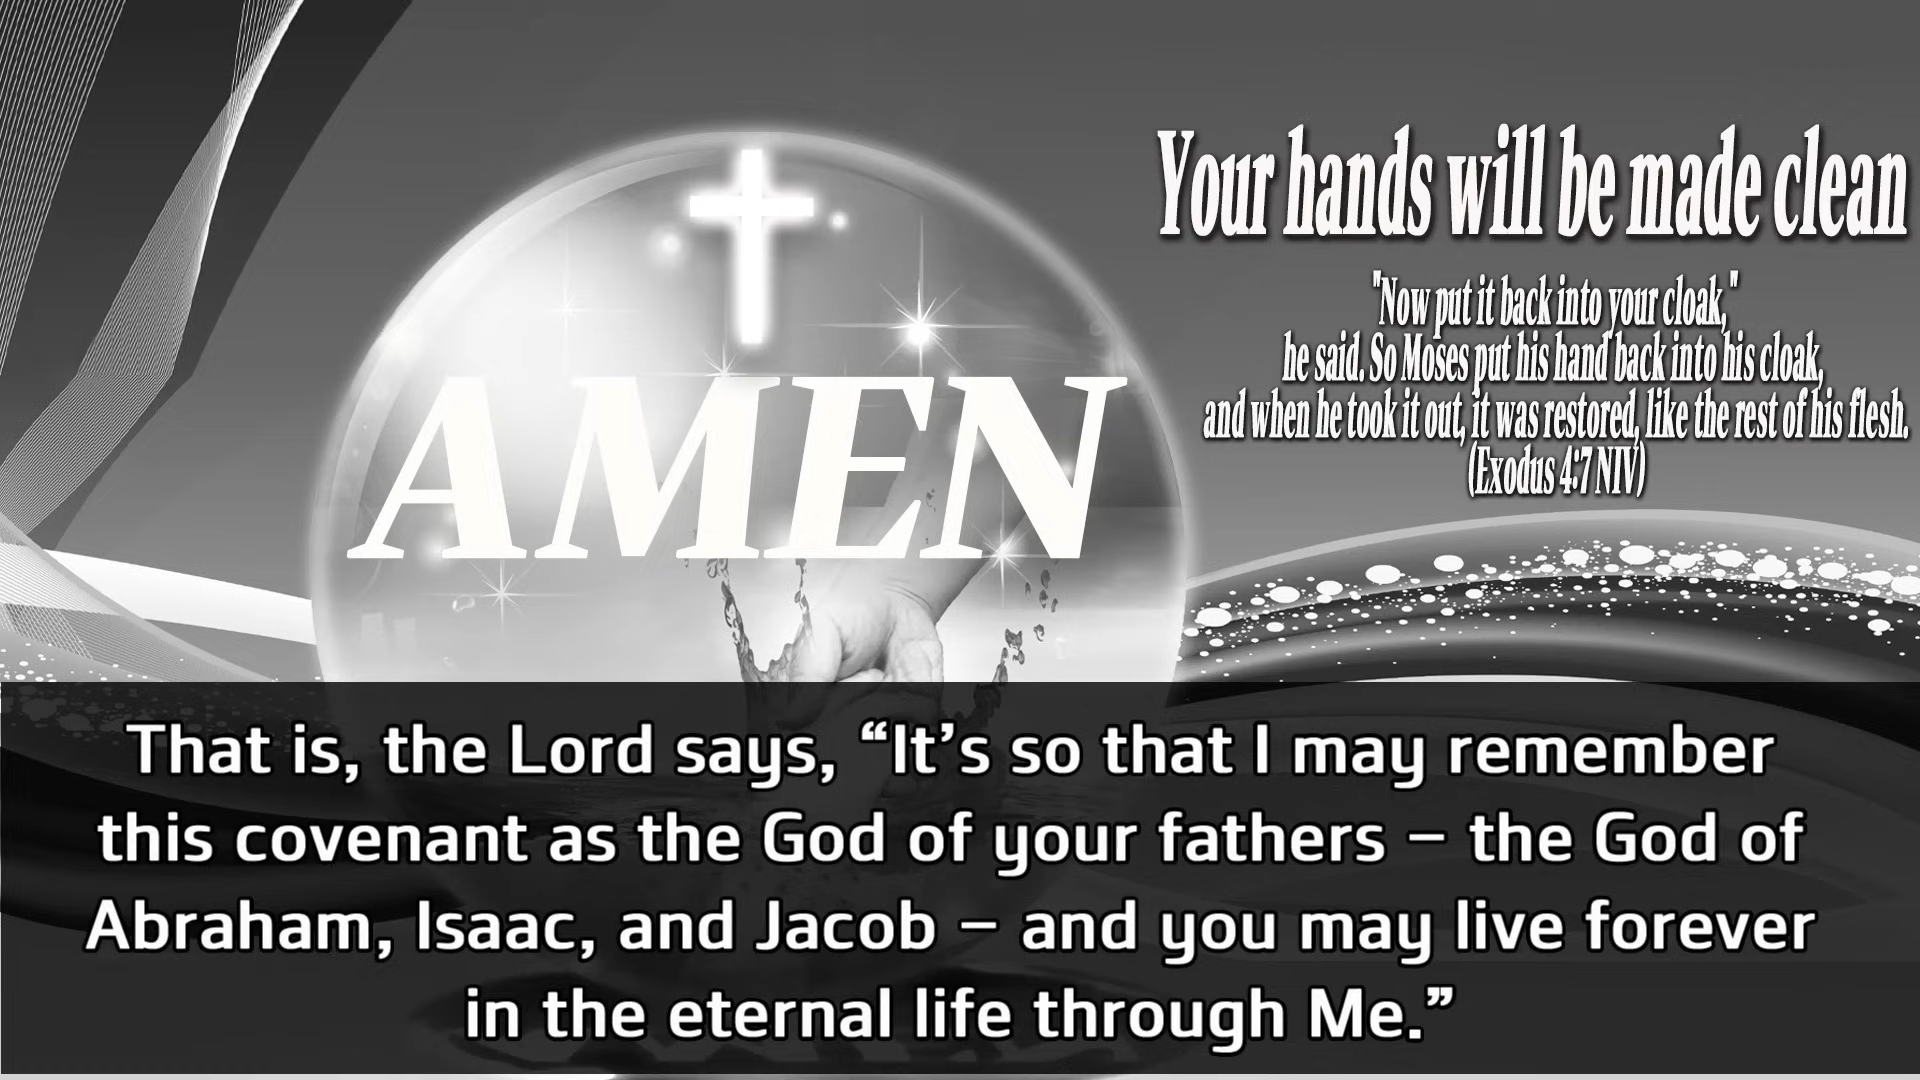 AMEN
Your hands will be made clean
"Now put it back into your cloak,"
he said. So Moses put his hand back into his cloak,
and when he took it out, it was restored, like the rest of his flesh.
(Exodus 4:7 NIV)
That is, the Lord says, “It’s so that I may remember
this covenant as the God of your fathers – the God of
Abraham, Isaac, and Jacob – and you may live forever
in the eternal life through Me.”